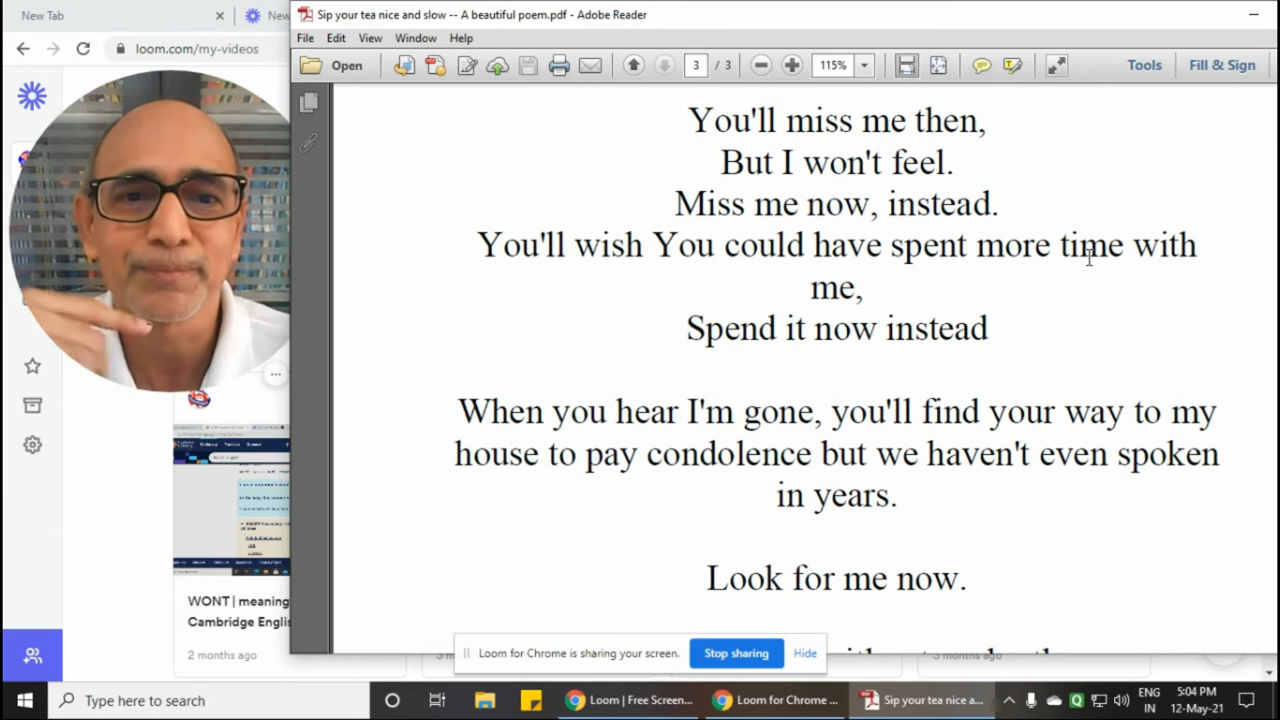 New Tab
New
Sip your tea nice and slow -- A beautiful poem.pdf - Adobe Reader
loom.com/my-videos
File Edit View Window Help
Open
3 / 3
115%
Tools
Fill & Sign
You'll miss me then,
But I won't feel.
Miss me now, instead.
You'll wish You could have spent more time with
me,
Spend it now instead
When you hear I'm gone, you'll find your way to my
house to pay condolence but we haven't even spoken
in years.
Look for me now.
WONT | meaning
Cambridge Englis
2 months ago
months ago
Loom for Chrome is sharing your screen.
Stop sharing
Hide
Type here to search
Loom | Free Screen...
Loom for Chrome ...
Sip your tea nice a...
ENG
IN
5:04 PM
12-May-21